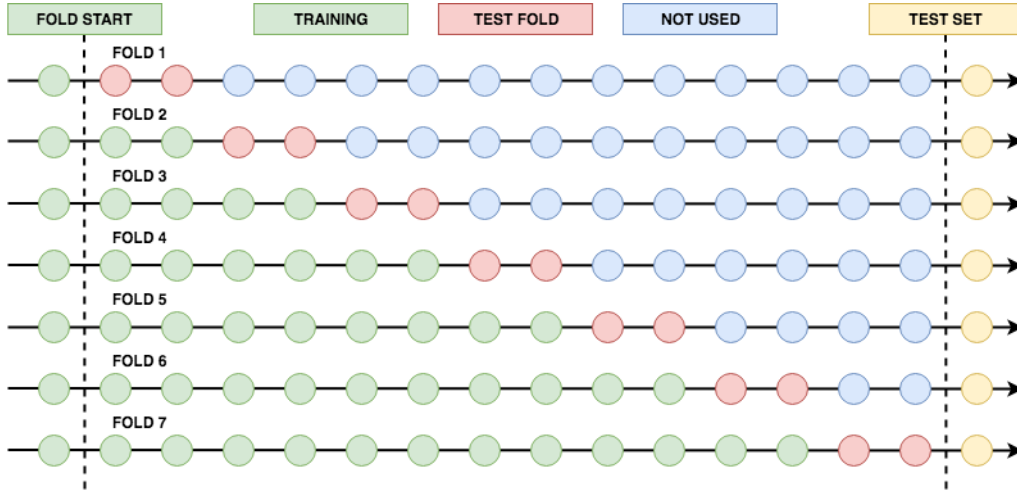 FOLD START
TRAINING
TEST FOLD
NOT USED
TEST SET
FOLD 1
FOLD 2
FOLD 3
FOLD 4
FOLD 5
FOLD 6
FOLD 7